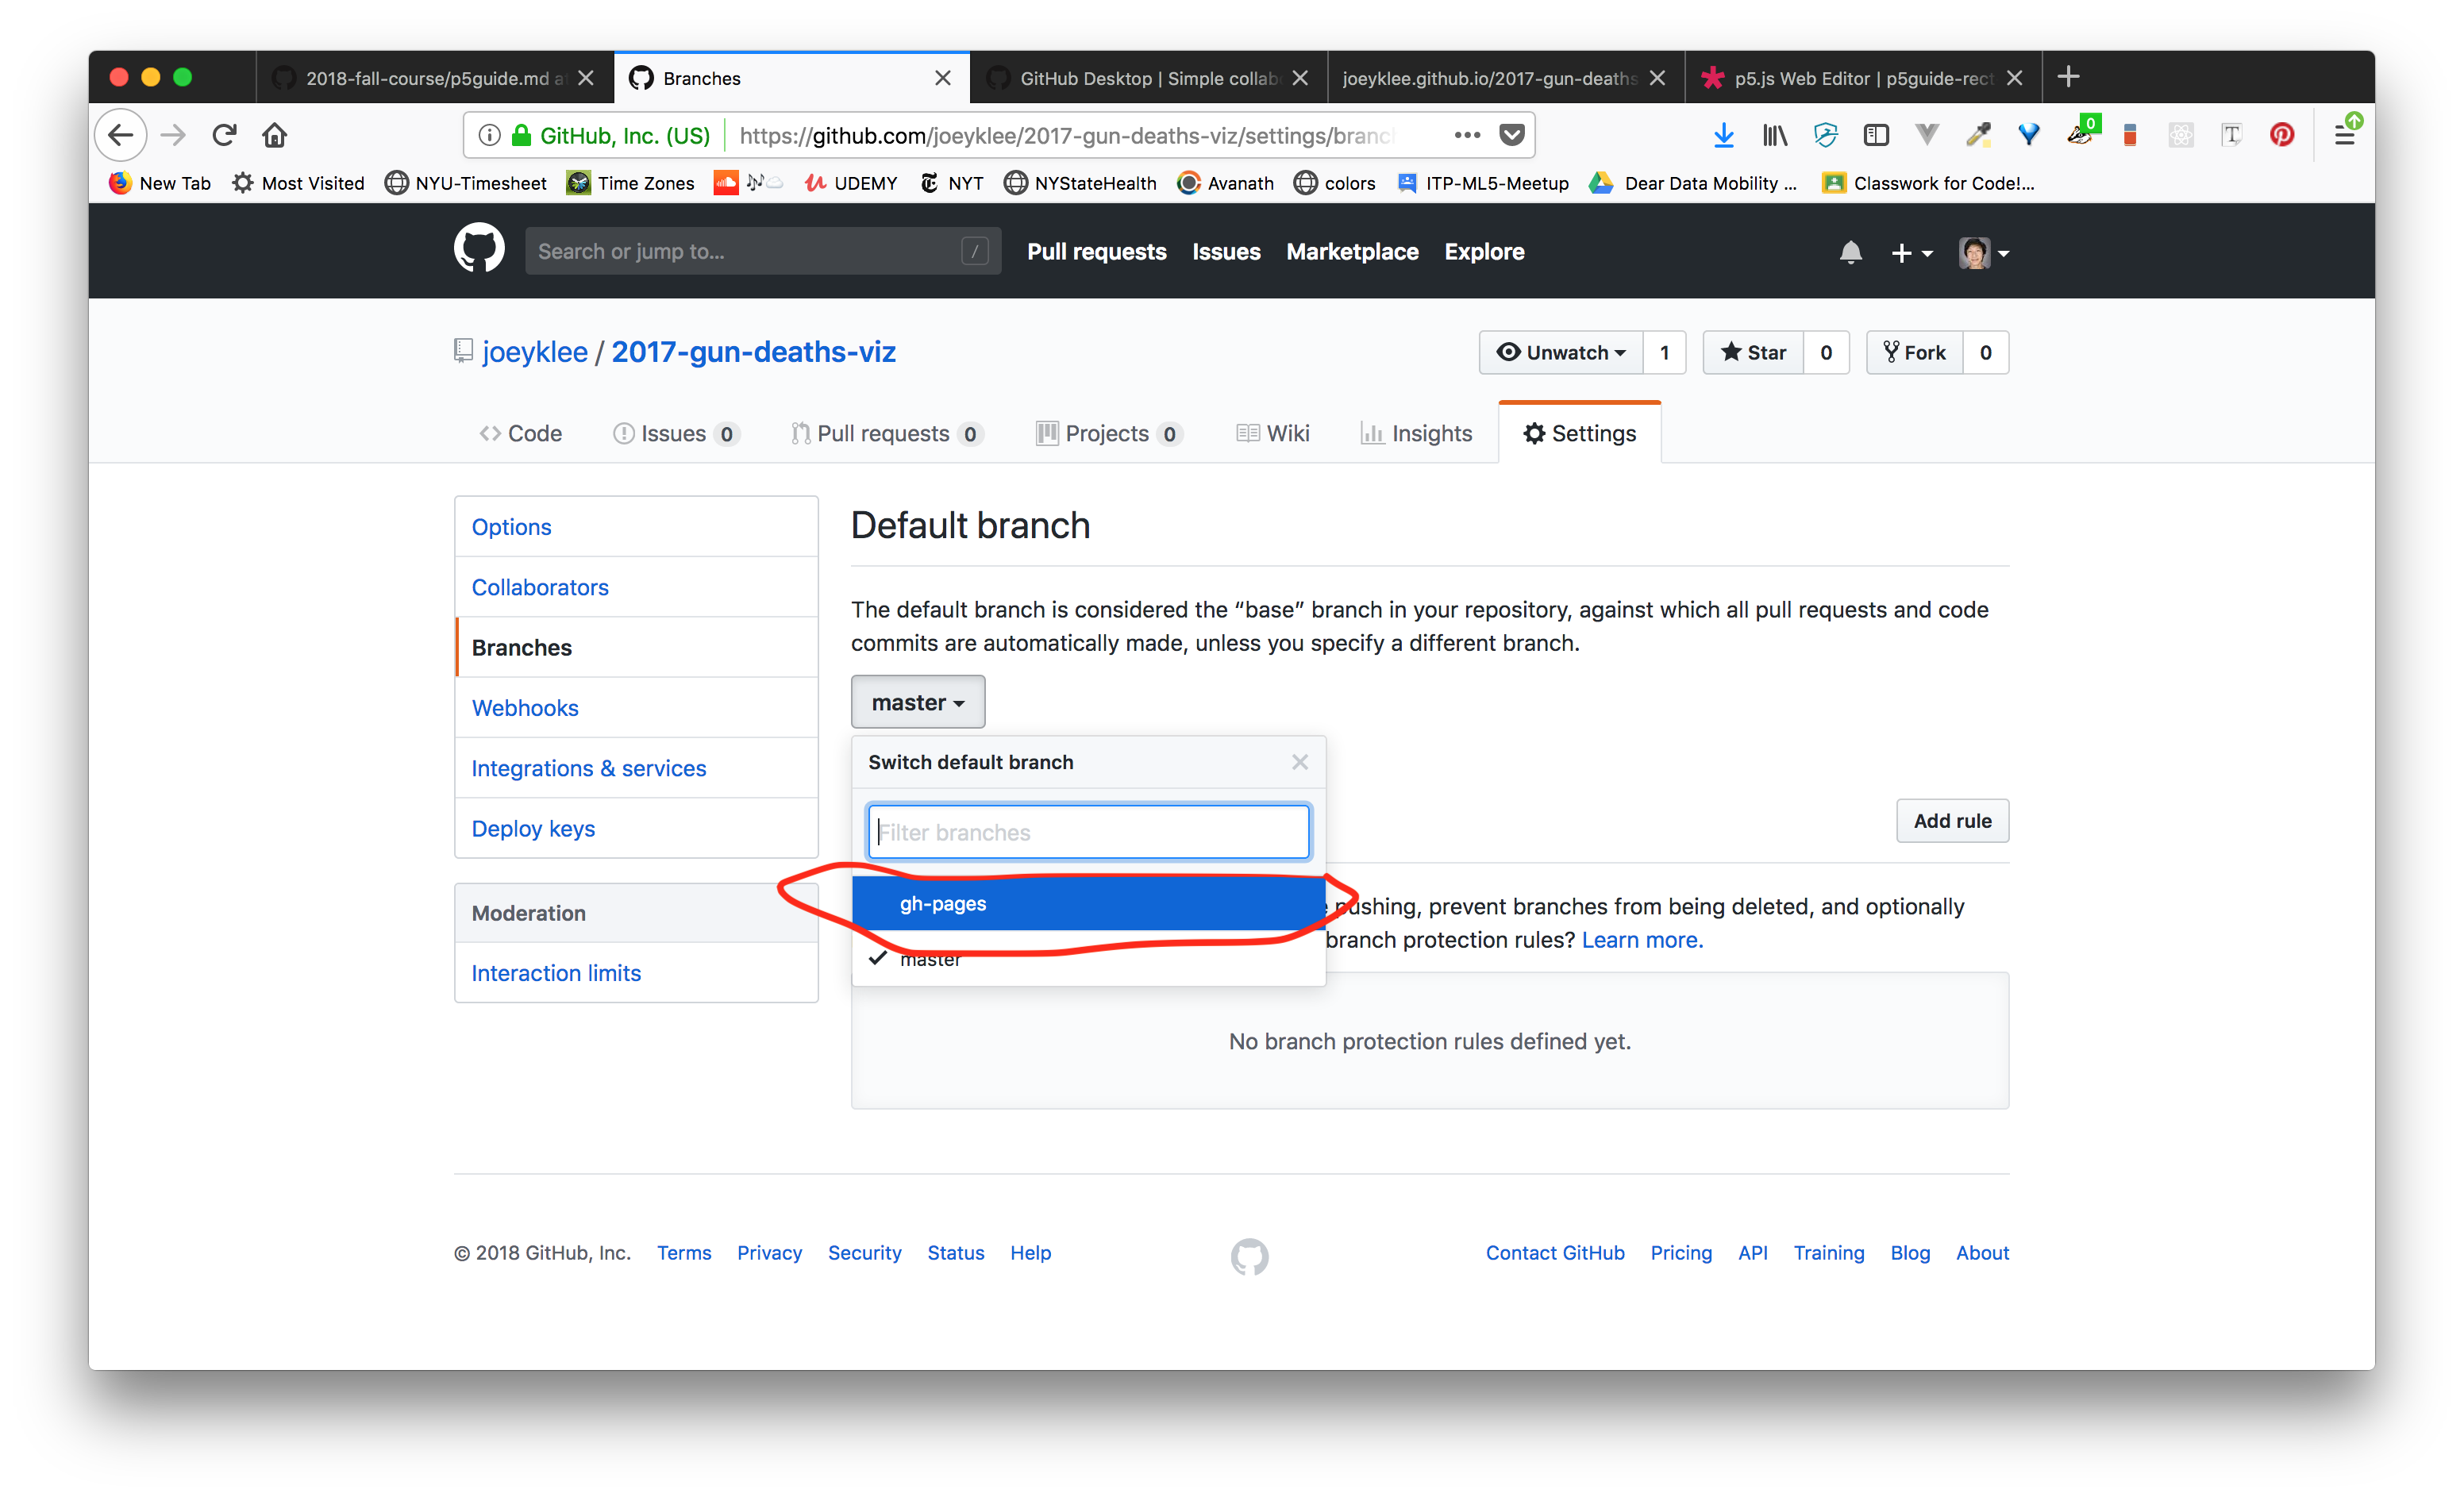 2018-fall-course/p5guide.md at
Branches
GitHub Desktop | Simple collab
joeyklee.github.io/2017-gun-deaths
p5.js Web Editor | p5guide-rect
GitHub, Inc. (US) https://github.com/joeyklee/2017-gun-deaths-viz/settings/branc
0
New Tab Most Visited NYU-Timesheet Time Zones UDEMY NYT NYStateHealth Avanath colors ITP-ML5-Meetup Dear Data Mobility ... Classwork for Code!...
Search or jump to... / Pull requests Issues Marketplace Explore
joeyklee / 2017-gun-deaths-viz Unwatch 1 Star 0 Fork 0
Code Issues 0 Pull requests 0 Projects 0 Wiki Insights Settings
Options
Collaborators
Branches
Webhooks
Integrations & services
Deploy keys
Moderation
Interaction limits
Default branch
The default branch is considered the “base” branch in your repository, against which all pull requests and code
commits are automatically made, unless you specify a different branch.
master
Switch default branch
Filter branches
gh-pages
master
Add rule
pushing, prevent branches from being deleted, and optionally
branch protection rules? Learn more.
No branch protection rules defined yet.
© 2018 GitHub, Inc. Terms Privacy Security Status Help
Contact GitHub Pricing API Training Blog About